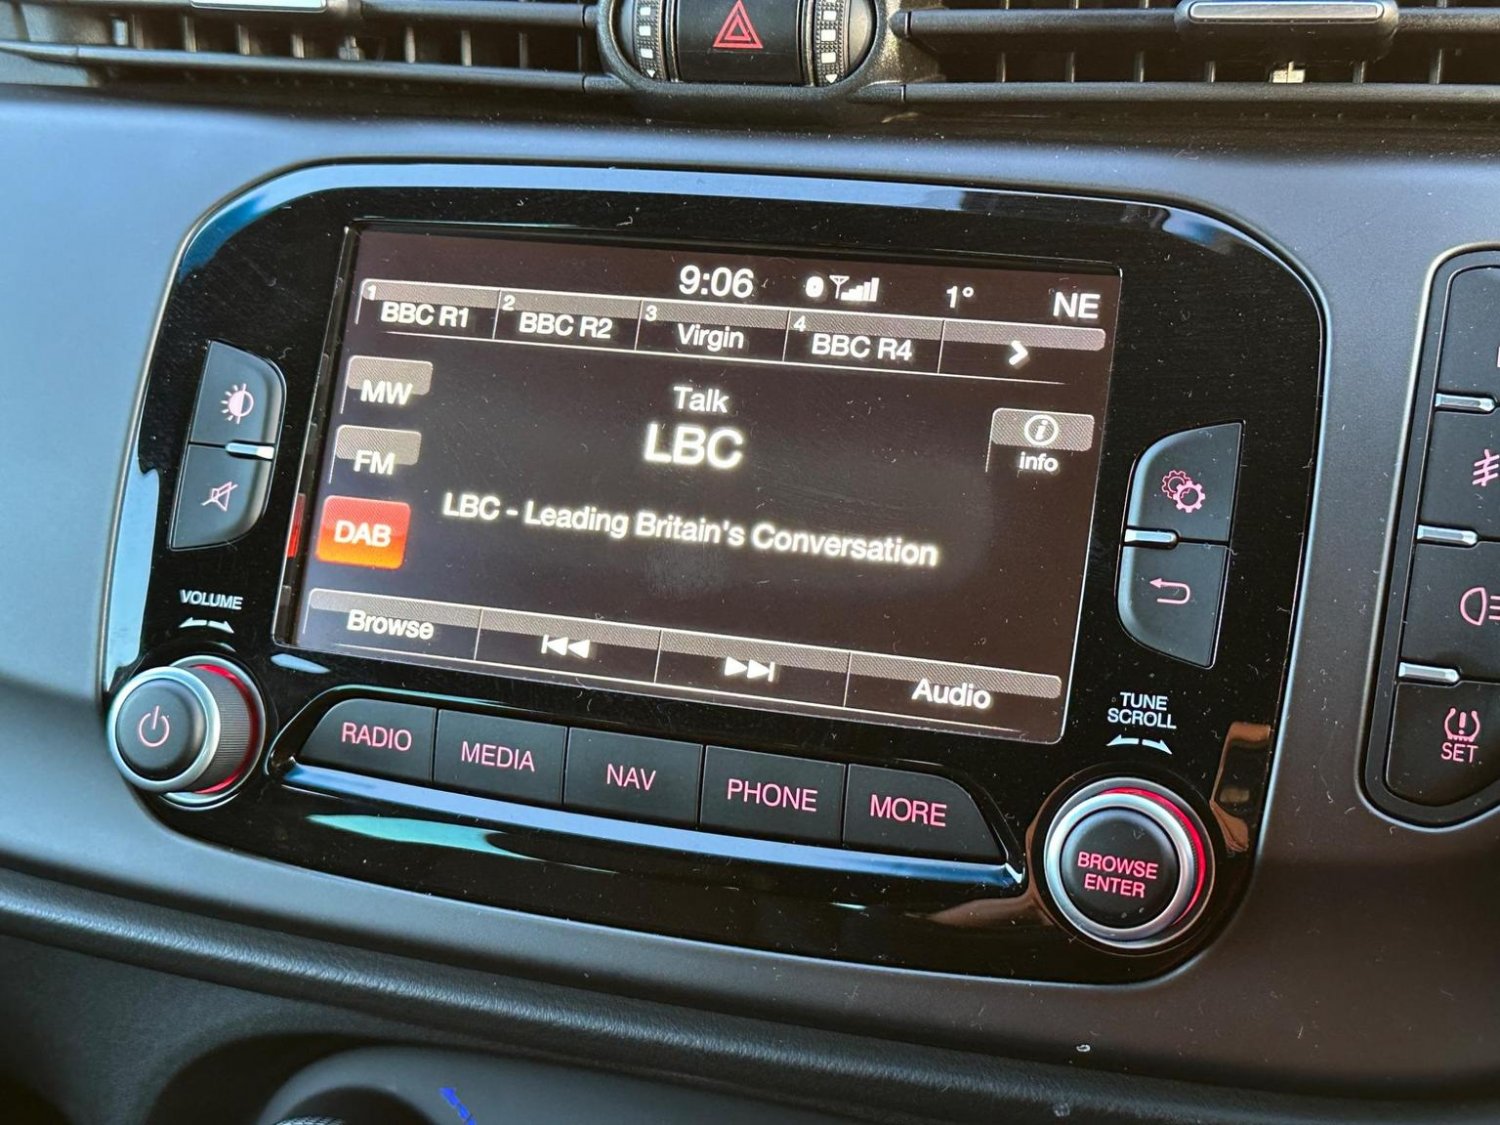 9:06 1° NE
1 BBC R1 2 BBC R2 3 Virgin 4 BBC R4
MW
Talk
LBC
info
FM
LBC - Leading Britain's Conversation
DAB
Browse
Audio
VOLUME
TUNE
SCROLL
RADIO MEDIA NAV PHONE MORE
BROWSE
ENTER
SET